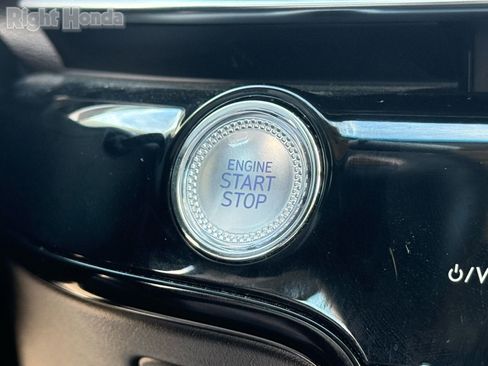 Right Honda
ENGINE
START
STOP
⏻/V